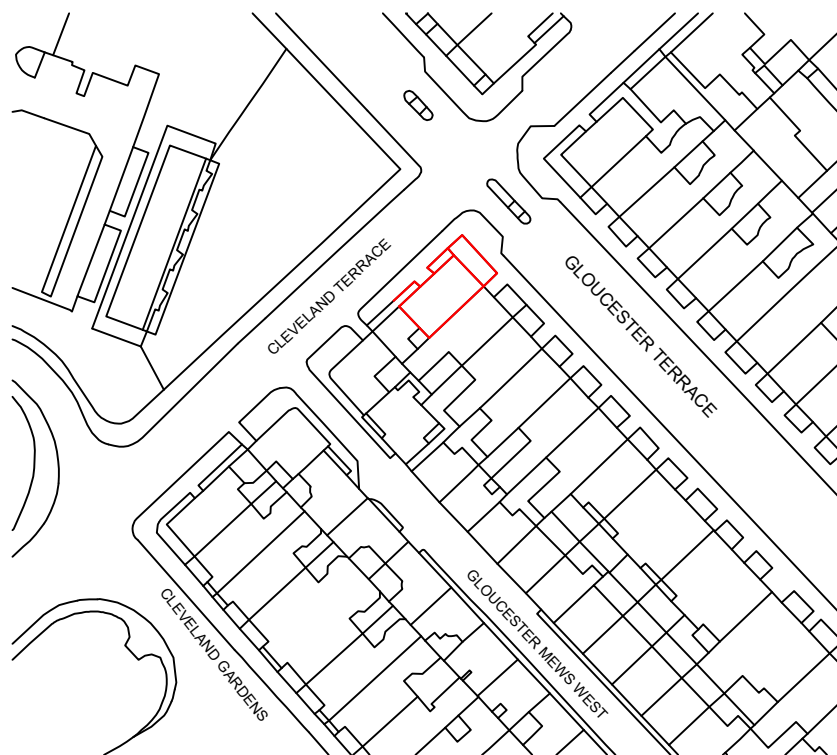 CLEVELAND TERRACE
GLOUCESTER TERRACE
GLOUCESTER MEWS WEST
CLEVELAND GARDENS